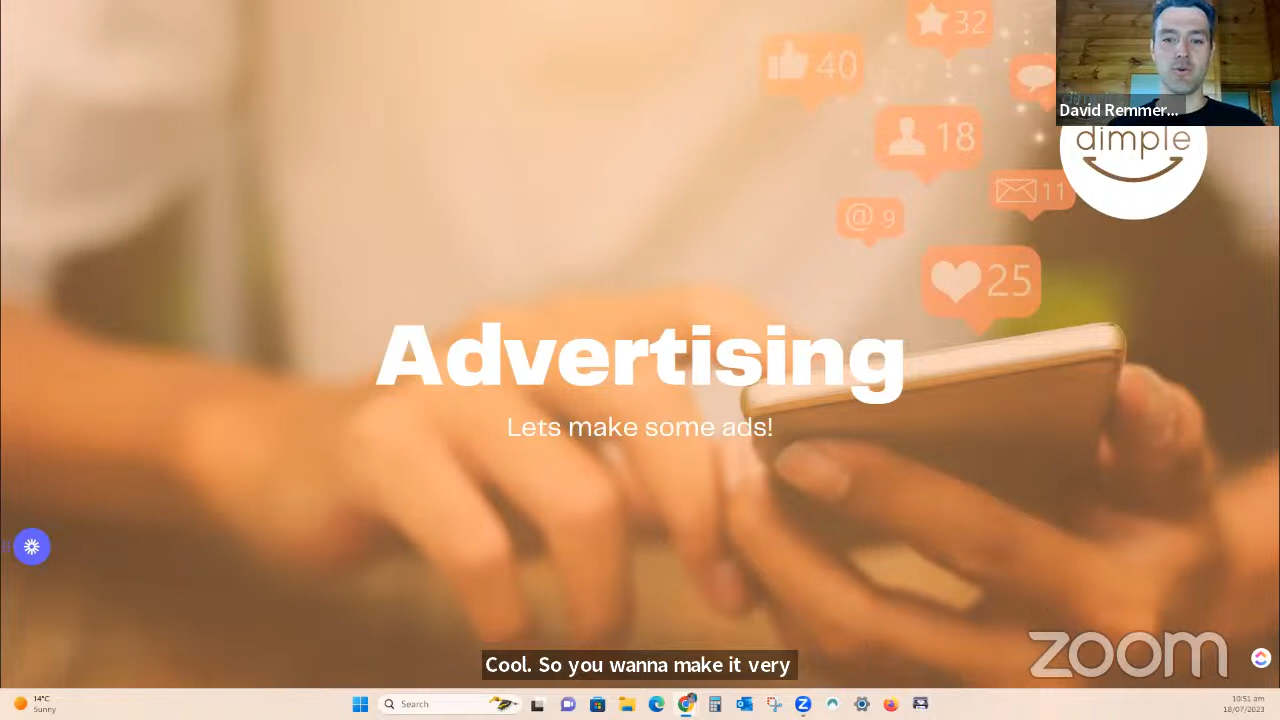 32
40
David Remmer...
18
dimple
11
@ 9
25
Advertising
Lets make some ads!
Cool. So you wanna make it very
zoom
14°C
Sunny
Search
10:51 am
18/07/2023